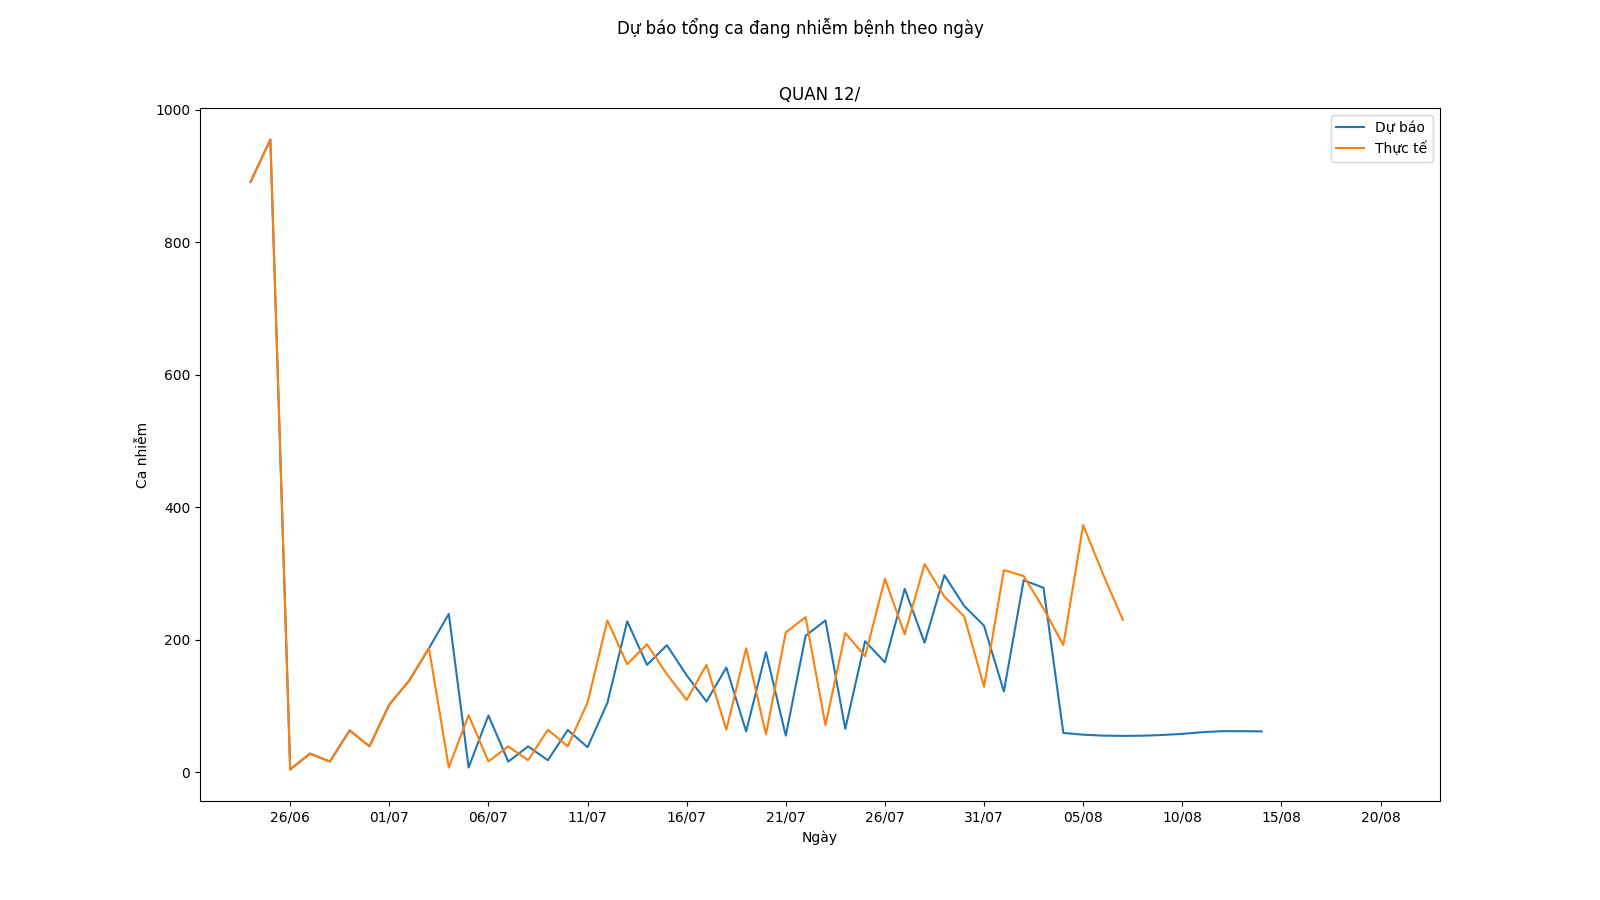 Dự báo tổng ca đang nhiễm bệnh theo ngày
QUAN 12/
1000
800
600
400
200
0
Ca nhiễm
Dự báo
Thực tế
26/06 01/07 06/07 11/07 16/07 21/07 26/07 31/07 05/08 10/08 15/08 20/08
Ngày